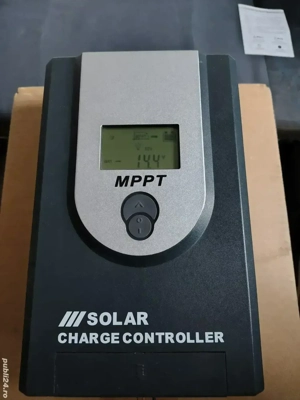 14.4
MPPT
SOLAR
CHARGE CONTROLLER
publi24.ro